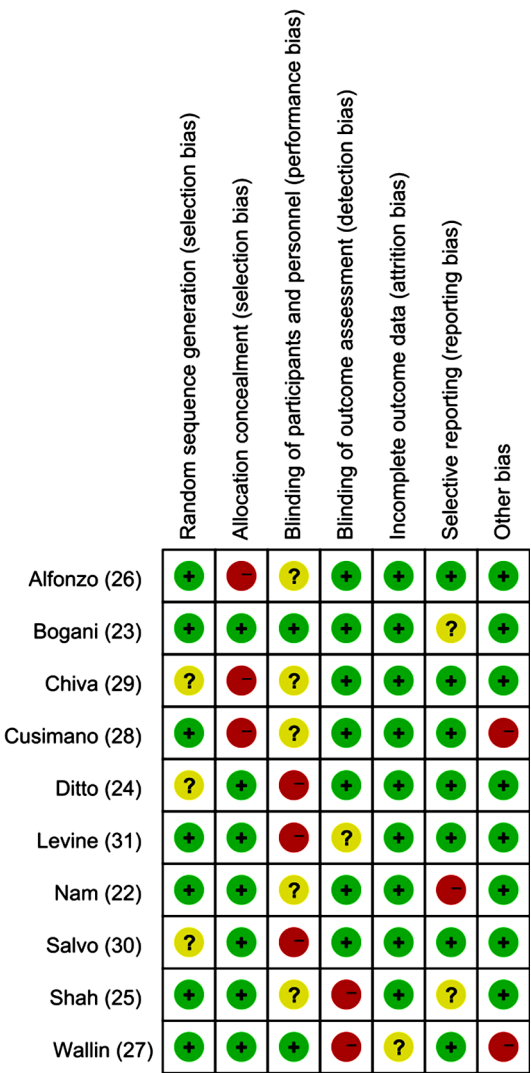 Random sequence generation (selection bias)
Allocation concealment (selection bias)
Blinding of participants and personnel (performance bias)
Blinding of outcome assessment (detection bias)
Incomplete outcome data (attrition bias)
Selective reporting (reporting bias)
Other bias
Alfonzo (26) + - ? + + + +
Bogani (23) + + + + + ? +
Chiva (29) ? - ? + + + +
Cusimano (28) + - ? + + + -
Ditto (24) ? + - + + + +
Levine (31) + + - ? + + +
Nam (22) + + ? + + - +
Salvo (30) ? + - + + + +
Shah (25) + + ? - + ? +
Wallin (27) + + + - ? + -